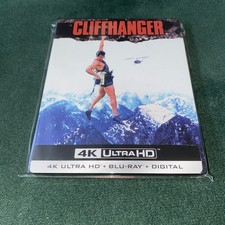 CLIFFHANGER
4K ULTRA HD
4K ULTRA HD + BLU-RAY + DIGITAL